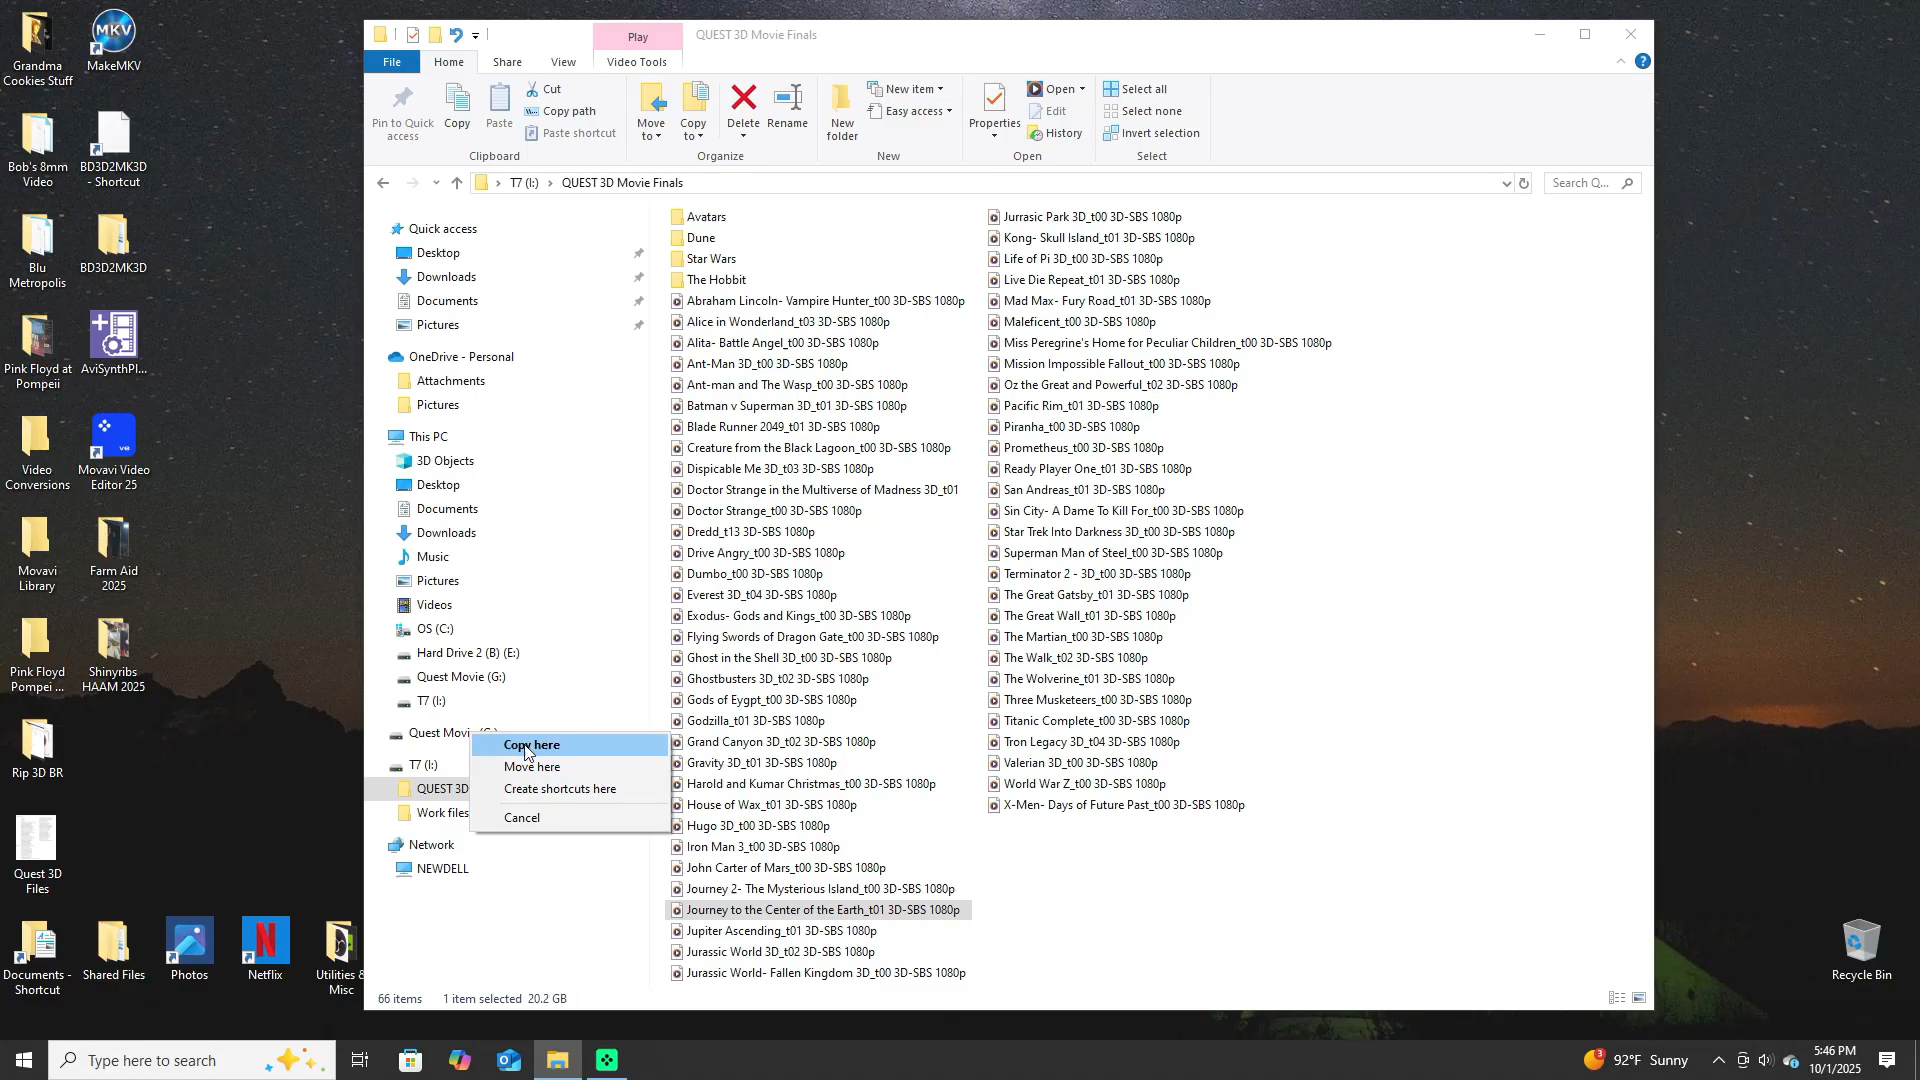 Grandma
Cookies Stuff
MKV
MakeMKV
Bob's 8mm
Video
BD3D2MK3D
- Shortcut
Blu
Metropolis
BD3D2MK3D
Pink Floyd at
Pompeii
AviSynthPl...
Video
Conversions
ve
Movavi Video
Editor 25
Movavi
Library
Farm Aid
2025
Pink Floyd
Pompei ...
Shinyribs
HAAM 2025
Rip 3D BR
Quest 3D
Files
Documents -
Shortcut
Shared Files
Photos
Netflix
Utilities &
Misc
Recycle Bin
Play
QUEST 3D Movie Finals
File
Home
Share
View
Video Tools
Pin to Quick
access
Copy
Paste
Cut
Copy path
Paste shortcut
Clipboard
Move
to
Copy
to
Delete
Rename
Organize
New
folder
New item
Easy access
New
Properties
Open
Edit
History
Open
Select all
Select none
Invert selection
Select
T7 (I:)
QUEST 3D Movie Finals
Search Q...
Quick access
Desktop
Downloads
Documents
Pictures
OneDrive - Personal
Attachments
Pictures
This PC
3D Objects
Desktop
Documents
Downloads
Music
Pictures
Videos
OS (C:)
Hard Drive 2 (B) (E:)
Quest Movie (G:)
T7 (I:)
T7 (I:)
QUEST 3D
Work files
Network
NEWDELL
Copy here
Move here
Create shortcuts here
Cancel
Avatars
Dune
Star Wars
The Hobbit
Abraham Lincoln- Vampire Hunter_t00 3D-SBS 1080p
Alice in Wonderland_t03 3D-SBS 1080p
Alita- Battle Angel_t00 3D-SBS 1080p
Ant-Man 3D_t00 3D-SBS 1080p
Ant-man and The Wasp_t00 3D-SBS 1080p
Batman v Superman 3D_t01 3D-SBS 1080p
Blade Runner 2049_t01 3D-SBS 1080p
Creature from the Black Lagoon_t00 3D-SBS 1080p
Dispicable Me 3D_t03 3D-SBS 1080p
Doctor Strange in the Multiverse of Madness 3D_t01
Doctor Strange_t00 3D-SBS 1080p
Dredd_t13 3D-SBS 1080p
Drive Angry_t00 3D-SBS 1080p
Dumbo_t00 3D-SBS 1080p
Everest 3D_t04 3D-SBS 1080p
Exodus- Gods and Kings_t00 3D-SBS 1080p
Flying Swords of Dragon Gate_t00 3D-SBS 1080p
Ghost in the Shell 3D_t00 3D-SBS 1080p
Ghostbusters 3D_t02 3D-SBS 1080p
Gods of Eygpt_t00 3D-SBS 1080p
Godzilla_t01 3D-SBS 1080p
Grand Canyon 3D_t02 3D-SBS 1080p
Gravity 3D_t01 3D-SBS 1080p
Harold and Kumar Christmas_t00 3D-SBS 1080p
House of Wax_t01 3D-SBS 1080p
Hugo 3D_t00 3D-SBS 1080p
Iron Man 3_t00 3D-SBS 1080p
John Carter of Mars_t00 3D-SBS 1080p
Journey 2- The Mysterious Island_t00 3D-SBS 1080p
Journey to the Center of the Earth_t01 3D-SBS 1080p
Jupiter Ascending_t01 3D-SBS 1080p
Jurassic World 3D_t02 3D-SBS 1080p
Jurassic World- Fallen Kingdom 3D_t00 3D-SBS 1080p
Jurrasic Park 3D_t00 3D-SBS 1080p
Kong- Skull Island_t01 3D-SBS 1080p
Life of Pi 3D_t00 3D-SBS 1080p
Live Die Repeat_t01 3D-SBS 1080p
Mad Max- Fury Road_t01 3D-SBS 1080p
Maleficent_t00 3D-SBS 1080p
Miss Peregrine's Home for Peculiar Children_t00 3D-SBS 1080p
Mission Impossible Fallout_t00 3D-SBS 1080p
Oz the Great and Powerful_t02 3D-SBS 1080p
Pacific Rim_t01 3D-SBS 1080p
Piranha_t00 3D-SBS 1080p
Prometheus_t00 3D-SBS 1080p
Ready Player One_t01 3D-SBS 1080p
San Andreas_t01 3D-SBS 1080p
Sin City- A Dame To Kill For_t00 3D-SBS 1080p
Star Trek Into Darkness 3D_t00 3D-SBS 1080p
Superman Man of Steel_t00 3D-SBS 1080p
Terminator 2 - 3D_t00 3D-SBS 1080p
The Great Gatsby_t01 3D-SBS 1080p
The Great Wall_t01 3D-SBS 1080p
The Martian_t00 3D-SBS 1080p
The Walk_t02 3D-SBS 1080p
The Wolverine_t01 3D-SBS 1080p
Three Musketeers_t00 3D-SBS 1080p
Titanic Complete_t00 3D-SBS 1080p
Tron Legacy 3D_t04 3D-SBS 1080p
Valerian 3D_t00 3D-SBS 1080p
World War Z_t00 3D-SBS 1080p
X-Men- Days of Future Past_t00 3D-SBS 1080p
66 items
1 item selected 20.2 GB
Type here to search
3
92°F Sunny
5:46 PM
10/1/2025